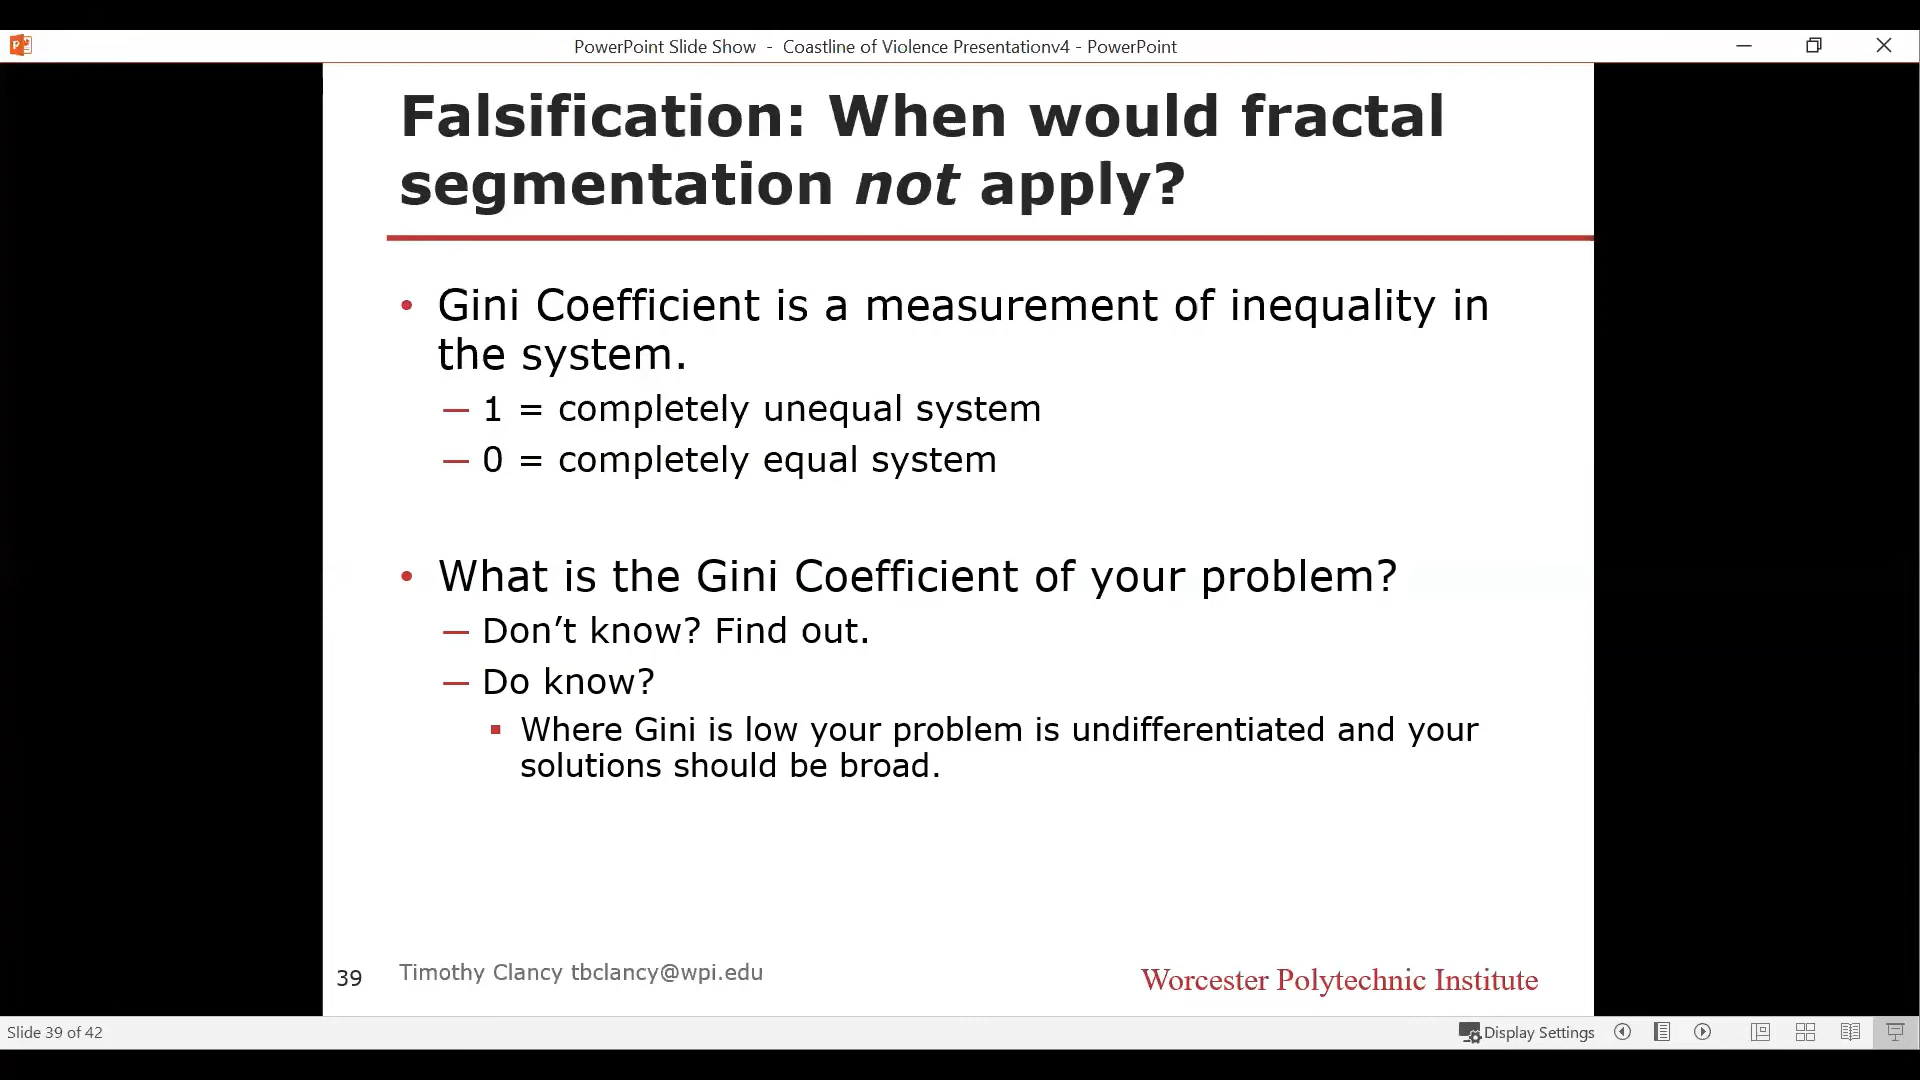 PowerPoint Slide Show - Coastline of Violence Presentationv4 - PowerPoint
Falsification: When would fractal
segmentation not apply?
• Gini Coefficient is a measurement of inequality in
the system.
— 1 = completely unequal system
— 0 = completely equal system
• What is the Gini Coefficient of your problem?
— Don’t know? Find out.
— Do know?
▪ Where Gini is low your problem is undifferentiated and your
solutions should be broad.
39
Timothy Clancy tbclancy@wpi.edu
Worcester Polytechnic Institute
Slide 39 of 42
Display Settings